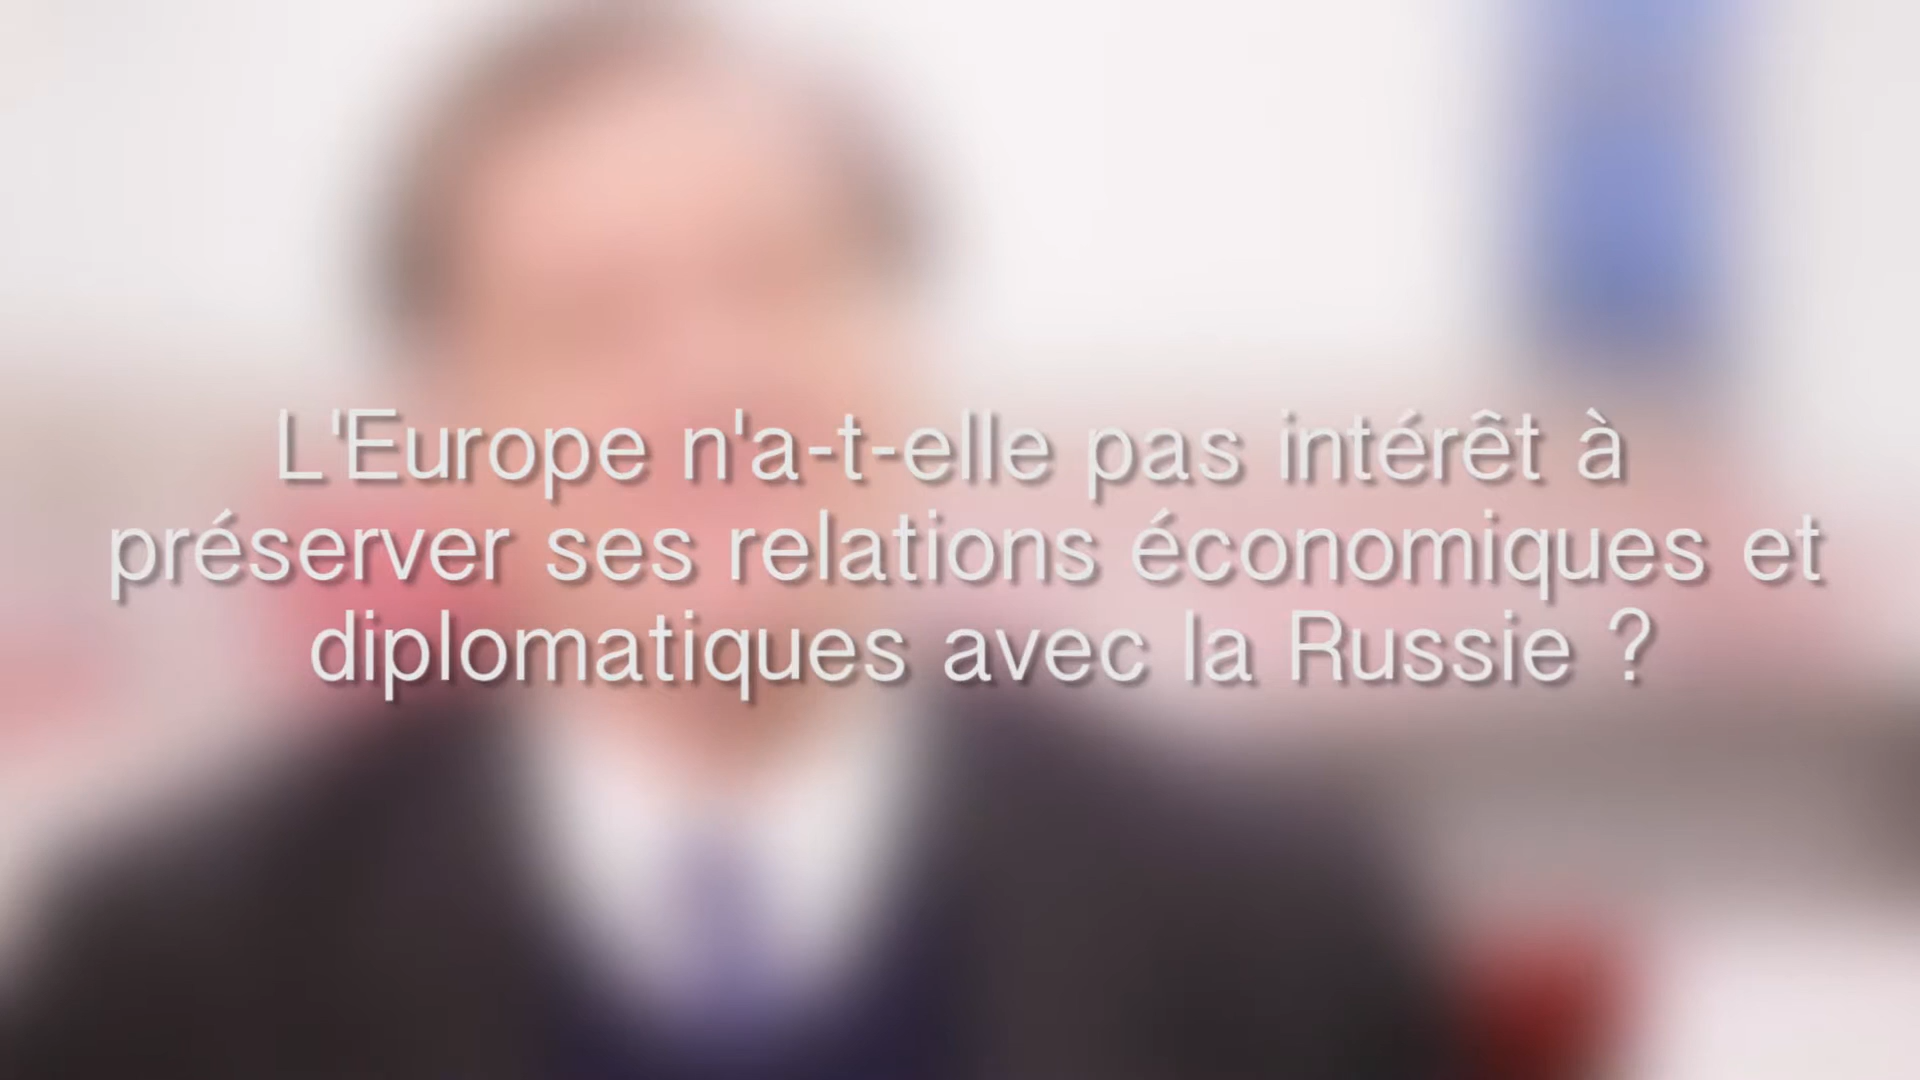 L'Europe n'a-t-elle pas intérêt à
préserver ses relations économiques et
diplomatiques avec la Russie ?